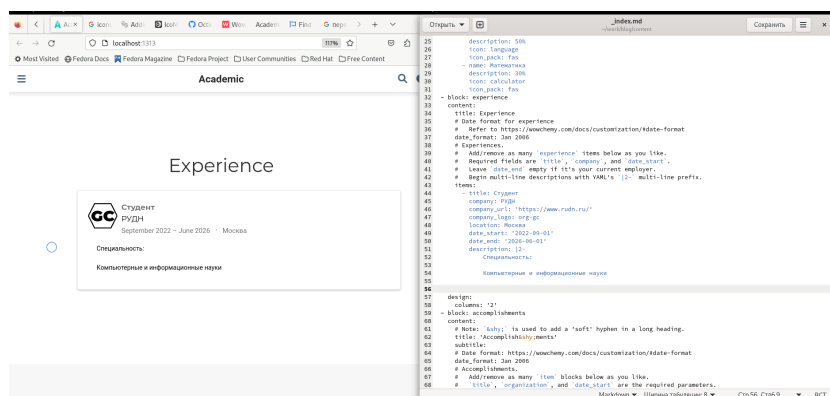 Ac ×
Icons
Addi
IcoM
Octi
Wow
Academ
Find
пере
localhost:1313
117%
Most Visited
Fedora Docs
Fedora Magazine
Fedora Project
User Communities
Red Hat
Free Content
Academic
Experience
GC
Студент
РУДН
September 2022 – June 2026 · Москва
Специальность:
Компьютерные и информационные науки
Открыть
_index.md
~/work/blog/content
Сохранить
25 description: 50%
26 icon: language
27 icon_pack: fas
28 - name: Математика
29 description: 30%
30 icon: calculator
31 icon_pack: fas
32 - block: experience
33 content:
34 title: Experience
35 # Date format for experience
36 # Refer to https://wowchemy.com/docs/customization/#date-format
37 date_format: Jan 2006
38 # Experiences.
39 # Add/remove as many `experience` items below as you like.
40 # Required fields are `title`, `company`, and `date_start`.
41 # Leave `date_end` empty if it's your current employer.
42 # Begin multi-line descriptions with YAML's `|2-` multi-line prefix.
43 items:
44 - title: Студент
45 company: РУДН
46 company_url: 'https://www.rudn.ru/'
47 company_logo: org-gc
48 location: Москва
49 date_start: '2022-09-01'
50 date_end: '2026-06-01'
51 description: |2-
52 Специальность:
53
54 Компьютерные и информационные науки
55
56
57 design:
58 columns: '2'
59 - block: accomplishments
60 content:
61 # Note: `&shy;` is used to add a 'soft' hyphen in a long heading.
62 title: 'Accomplish&shy;ments'
63 subtitle:
64 # Date format: https://wowchemy.com/docs/customization/#date-format
65 date_format: Jan 2006
66 # Accomplishments.
67 # Add/remove as many `item` blocks below as you like.
68 # `title`, `organization`, and `date_start` are the required parameters.
Markdown
Ширина табуляции: 8
Стр 56, Стлб 9
ВСТ